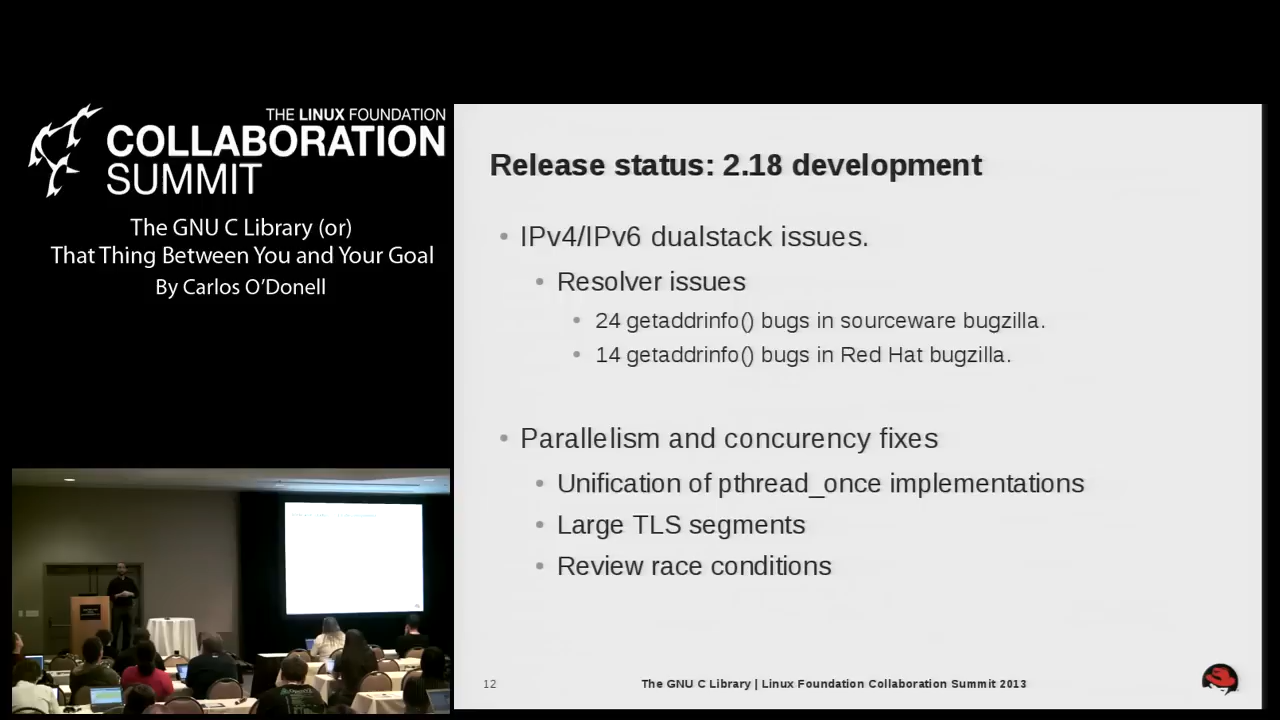 THE LINUX FOUNDATION
COLLABORATION
SUMMIT
The GNU C Library (or)
That Thing Between You and Your Goal
By Carlos O'Donell
Release status: 2.18 development
• IPv4/IPv6 dualstack issues.
• Resolver issues
• 24 getaddrinfo() bugs in sourceware bugzilla.
• 14 getaddrinfo() bugs in Red Hat bugzilla.
• Parallelism and concurency fixes
• Unification of pthread_once implementations
• Large TLS segments
• Review race conditions
12
The GNU C Library | Linux Foundation Collaboration Summit 2013